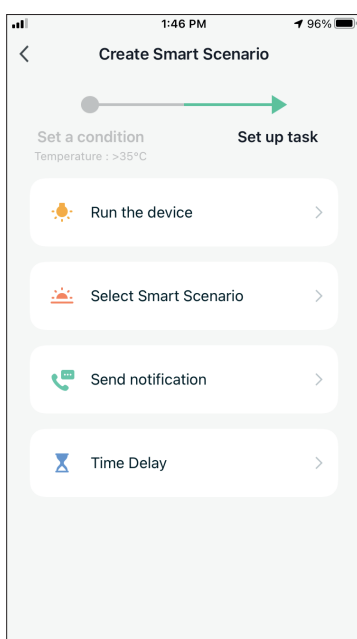 1:46 PM
96%
Create Smart Scenario
Set a condition
Set up task
Temperature : >35°C
Run the device
Select Smart Scenario
Send notification
Time Delay